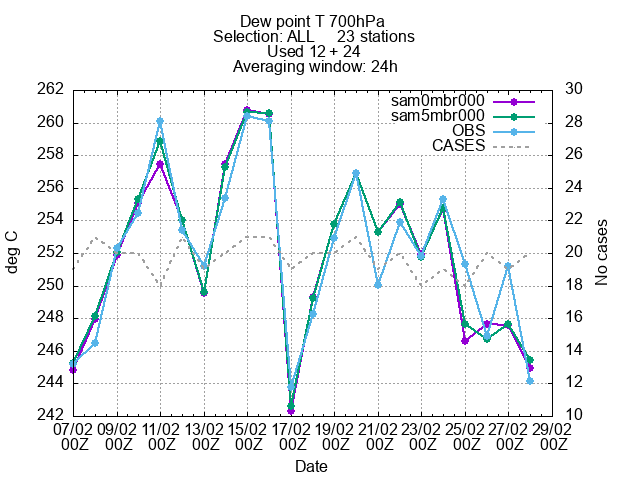 Dew point T 700hPa
Selection: ALL 23 stations
Used 12 + 24
Averaging window: 24h
262 30
sam0mbr000
sam5mbr000
260 28
OBS
CASES
258 26
256 24
254 22
252 20
250 18
248 16
246 14
244 12
242 10
deg C
No cases
07/02 09/02 11/02 13/02 15/02 17/02 19/02 21/02 23/02 25/02 27/02 29/02
00Z 00Z 00Z 00Z 00Z 00Z 00Z 00Z 00Z 00Z 00Z 00Z
Date